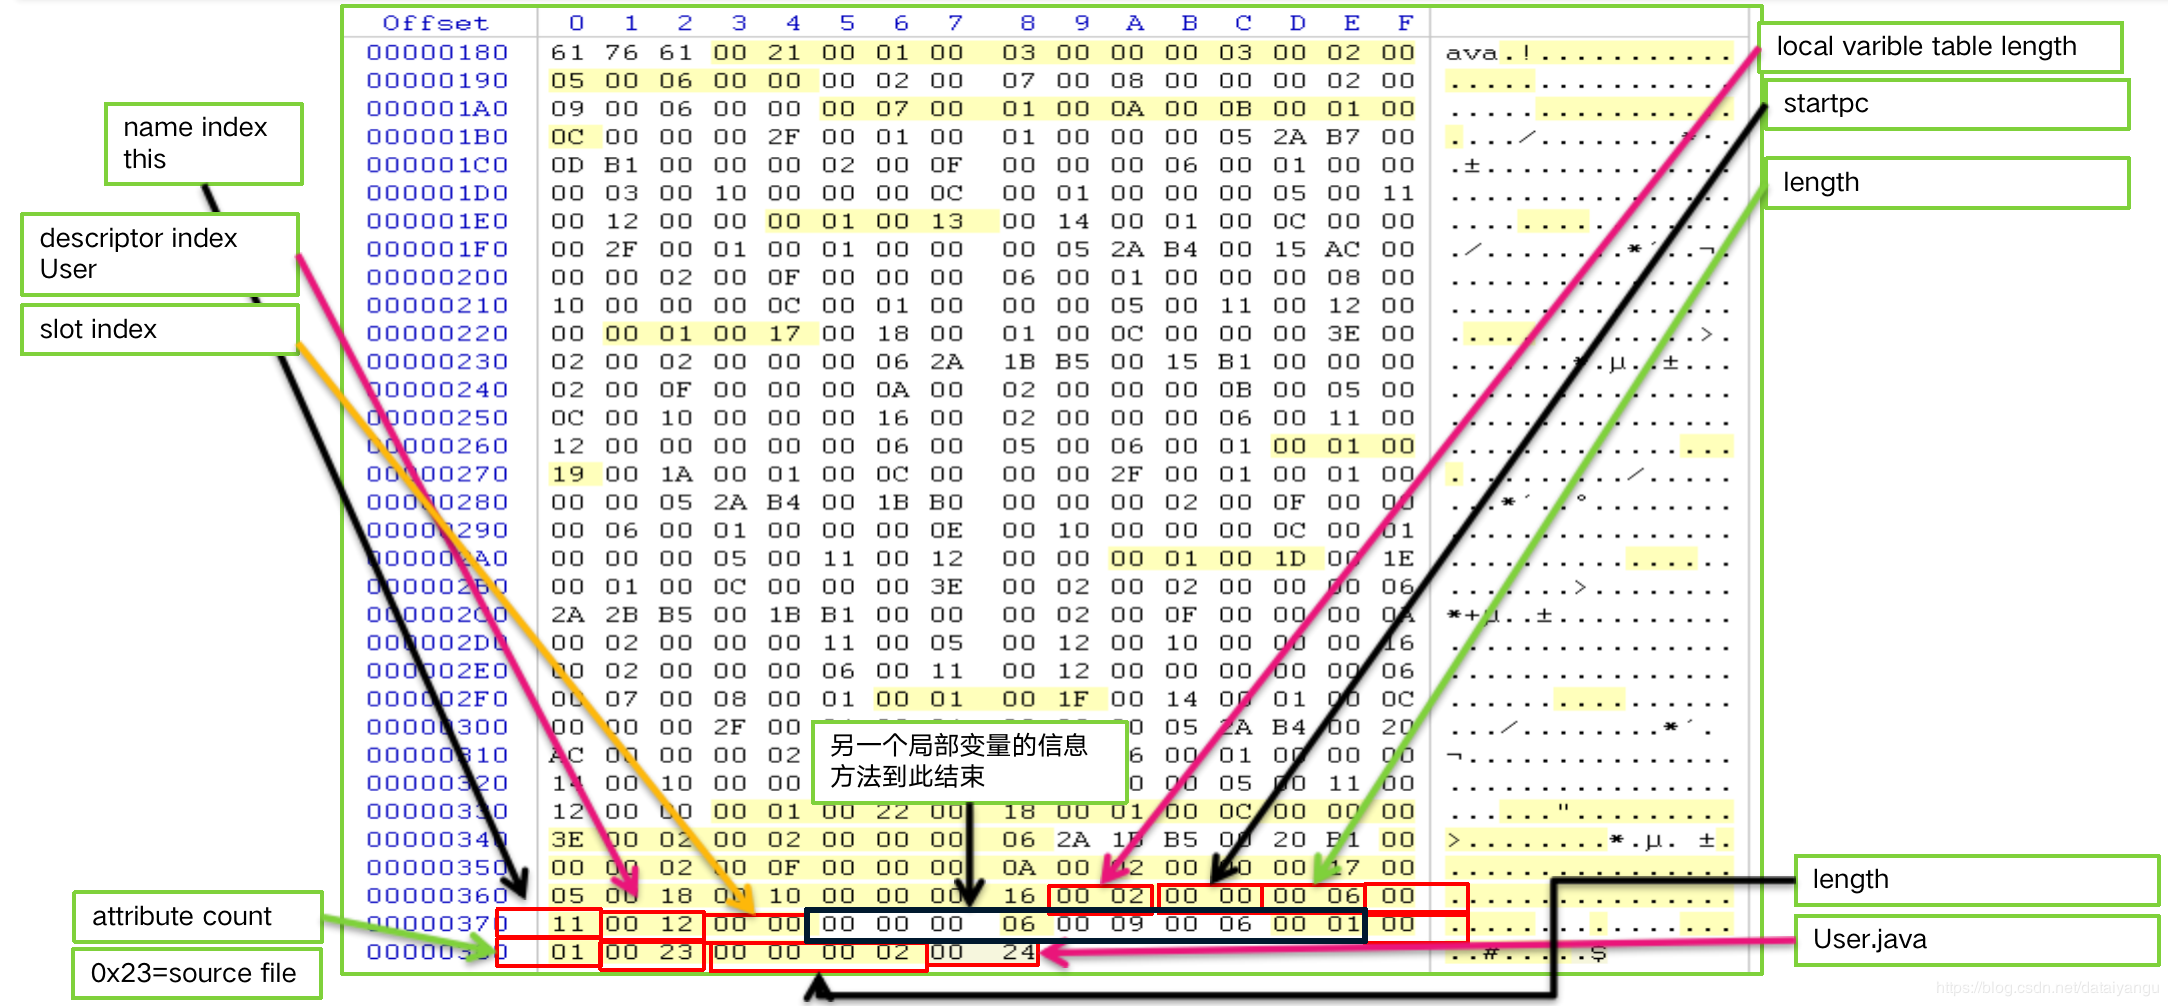 Offset 0 1 2 3 4 5 6 7 8 9 A B C D E F
00000180 61 76 61 00 21 00 01 00 03 00 00 00 03 00 02 00 ava.!...........
00000190 05 00 06 00 00 00 02 00 07 00 08 00 00 00 02 00 ................
000001A0 09 00 06 00 00 00 07 00 01 00 0A 00 0B 00 01 00 ................
000001B0 0C 00 00 00 2F 00 01 00 01 00 00 00 05 2A B7 00 ..../........*·.
000001C0 0D B1 00 00 00 02 00 0F 00 00 00 06 00 01 00 00 .±..............
000001D0 00 03 00 10 00 00 00 0C 00 01 00 00 00 05 00 11 ................
000001E0 00 12 00 00 00 01 00 13 00 14 00 01 00 0C 00 00 ................
000001F0 00 2F 00 01 00 01 00 00 00 05 2A B4 00 15 AC 00 ./........*´..¬.
00000200 00 00 02 00 0F 00 00 00 06 00 01 00 00 00 08 00 ................
00000210 10 00 00 00 0C 00 01 00 00 00 05 00 11 00 12 00 ................
00000220 00 00 01 00 17 00 18 00 01 00 0C 00 00 00 3E 00 ..............>.
00000230 02 00 02 00 00 00 06 2A 1B B5 00 15 B1 00 00 00 .......*.µ..±...
00000240 02 00 0F 00 00 00 0A 00 02 00 00 00 0B 00 05 00 ................
00000250 0C 00 10 00 00 00 16 00 02 00 00 00 06 00 11 00 ................
00000260 12 00 00 00 00 00 06 00 05 00 06 00 01 00 01 00 ................
00000270 19 00 1A 00 01 00 0C 00 00 00 2F 00 01 00 01 00 ........../.....
00000280 00 00 05 2A B4 00 1B B0 00 00 00 02 00 0F 00 00 ...*´..°........
00000290 00 06 00 01 00 00 00 0E 00 10 00 00 00 0C 00 01 ................
000002A0 00 00 00 05 00 11 00 12 00 00 00 01 00 1D 00 1E ................
000002B0 00 01 00 0C 00 00 00 3E 00 02 00 02 00 00 00 06 .......>........
000002C0 2A 2B B5 00 1B B1 00 00 00 02 00 0F 00 00 00 0A *+µ..±..........
000002D0 00 02 00 00 00 11 00 05 00 12 00 10 00 00 00 16 ................
000002E0 00 02 00 00 00 06 00 11 00 12 00 00 00 00 00 06 ................
000002F0 00 07 00 08 00 01 00 01 00 1F 00 14 00 01 00 0C ................
00000300 00 00 00 2F 00 05 2A B4 00 20 .../........*´.
00000310 AC 00 00 00 02 00 01 00 00 00 ¬...............
00000320 14 00 10 00 00 00 05 00 11 00 ................
00000330 12 00 00 00 01 00 22 00 18 00 01 00 0C 00 00 00 ......".........
00000340 3E 00 02 00 02 00 00 00 06 2A 1B B5 00 20 B1 00 >........*.µ. ±.
00000350 00 00 02 00 0F 00 00 00 0A 00 02 00 00 00 17 00 ................
00000360 05 00 18 00 10 00 00 00 16 00 02 00 00 00 06 00 ................
00000370 11 00 12 00 00 00 00 00 06 00 09 00 06 00 01 00 ................
00000380 01 00 23 00 00 00 02 00 24 ..#.....$
name index
this
descriptor index
User
slot index
attribute count
0x23=source file
另一个局部变量的信息
方法到此结束
local varible table length
startpc
length
length
User.java
https://blog.csdn.net/dataiyangu